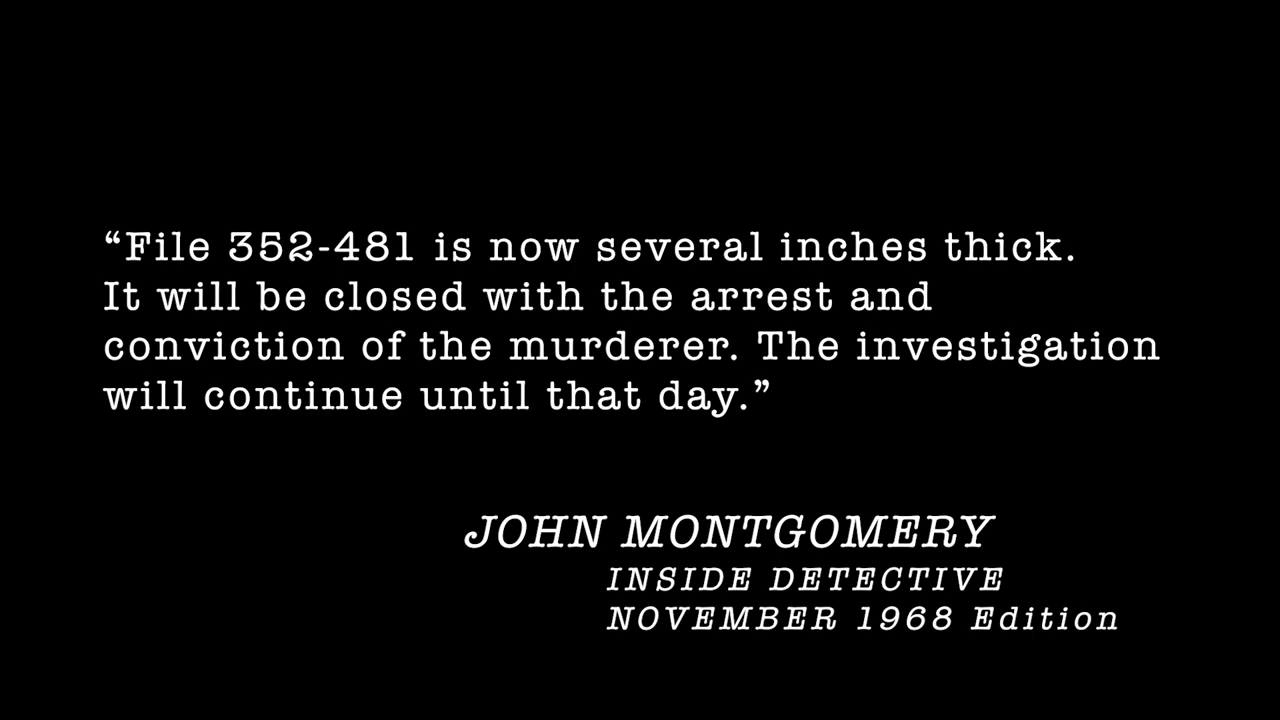 “File 352-481 is now several inches thick.
It will be closed with the arrest and
conviction of the murderer. The investigation
will continue until that day.”
JOHN MONTGOMERY
INSIDE DETECTIVE
NOVEMBER 1968 Edition